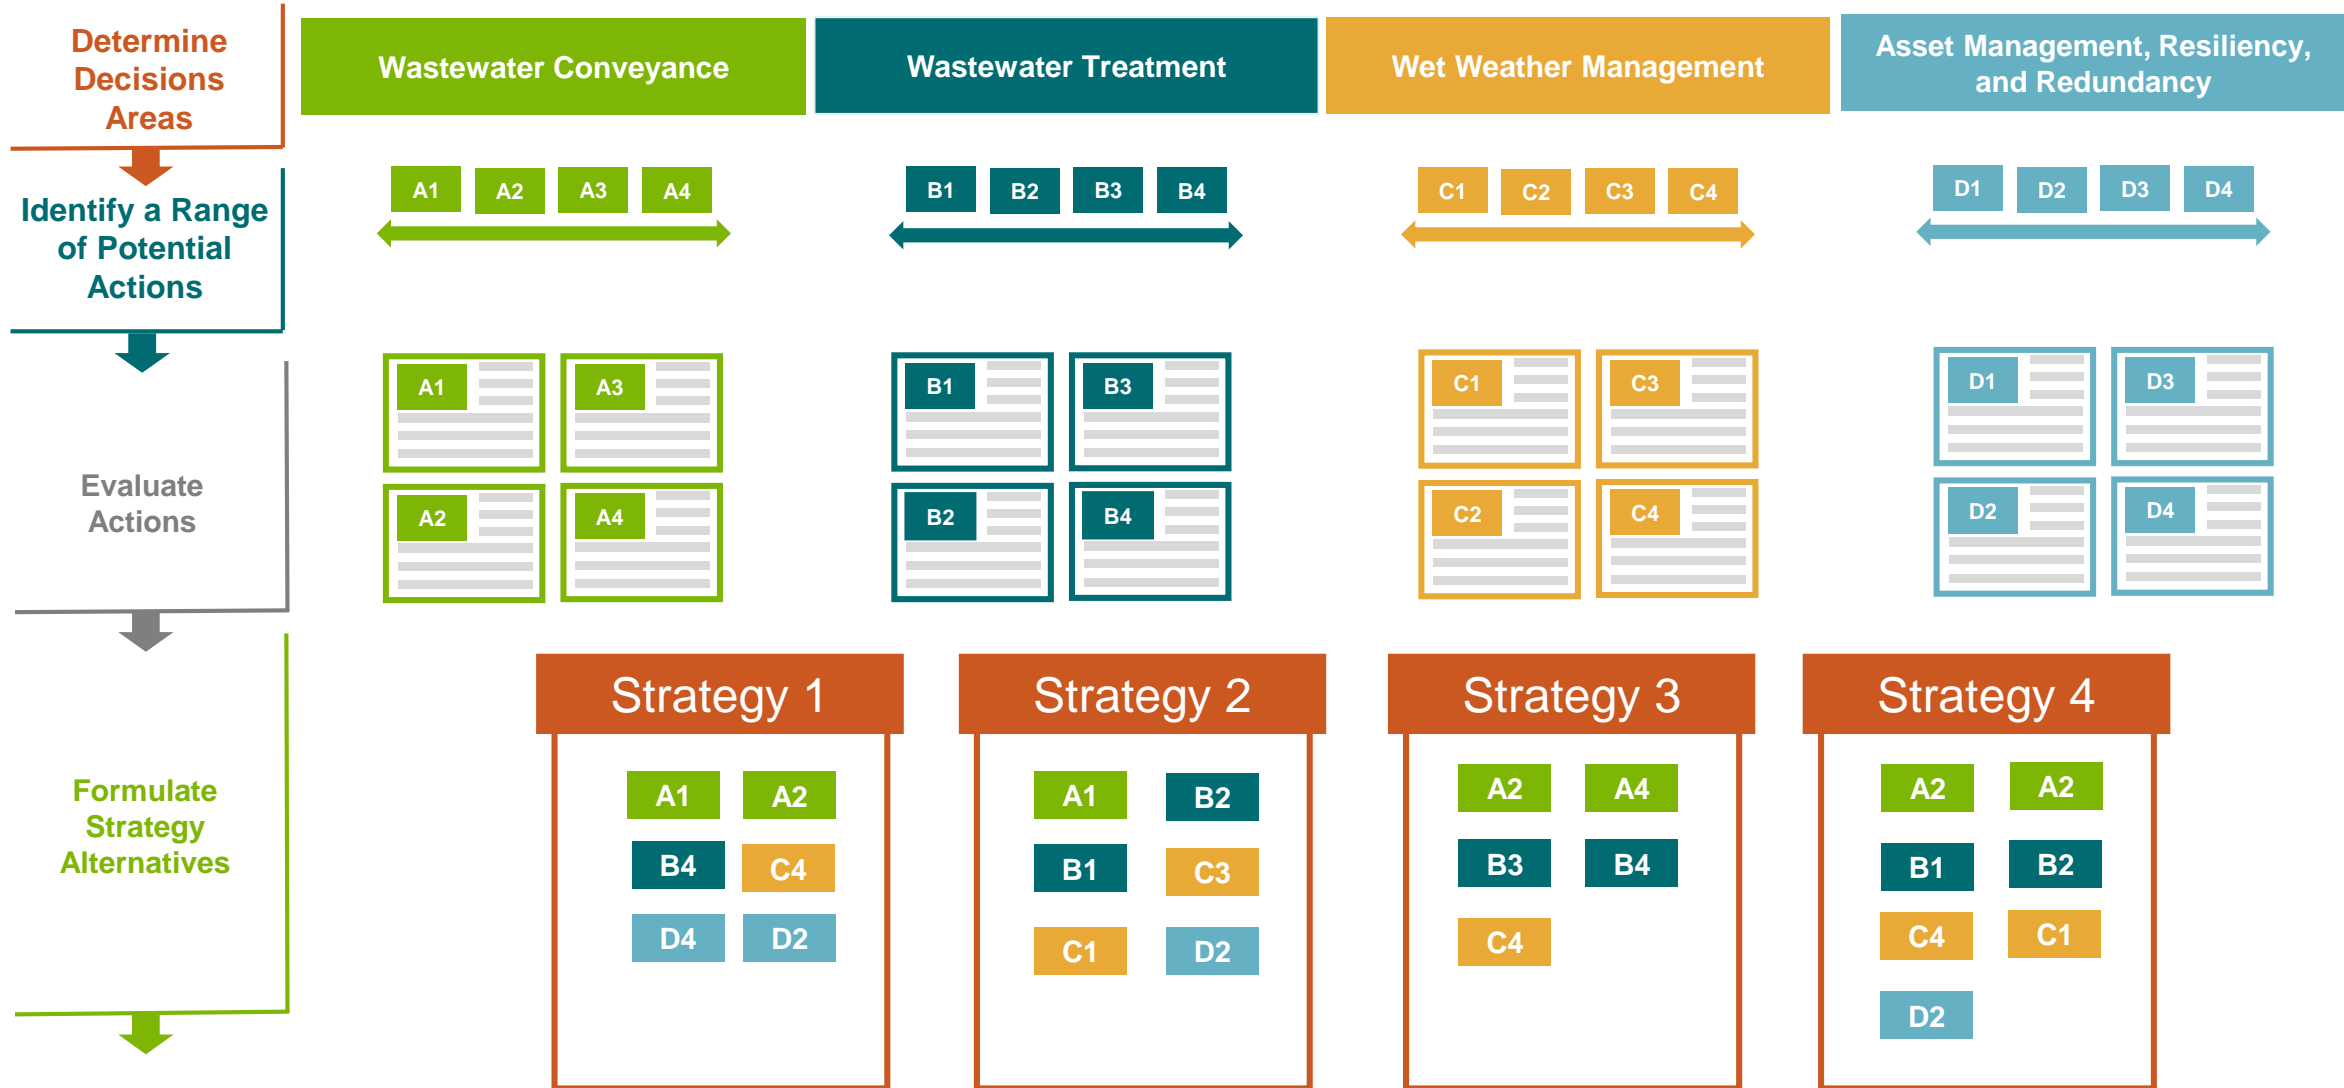 Determine
Decisions
Areas
Wastewater Conveyance
Wastewater Treatment
Wet Weather Management
Asset Management, Resiliency,
and Redundancy
Identify a Range
of Potential
Actions
A1 A2 A3 A4
B1 B2 B3 B4
C1 C2 C3 C4
D1 D2 D3 D4
Evaluate
Actions
A1 A3
A2 A4
B1 B3
B2 B4
C1 C3
C2 C4
D1 D3
D2 D4
Formulate
Strategy
Alternatives
Strategy 1
A1 A2
B4 C4
D4 D2
Strategy 2
A1 B2
B1 C3
C1 D2
Strategy 3
A2 A4
B3 B4
C4
Strategy 4
A2 A2
B1 B2
C4 C1
D2